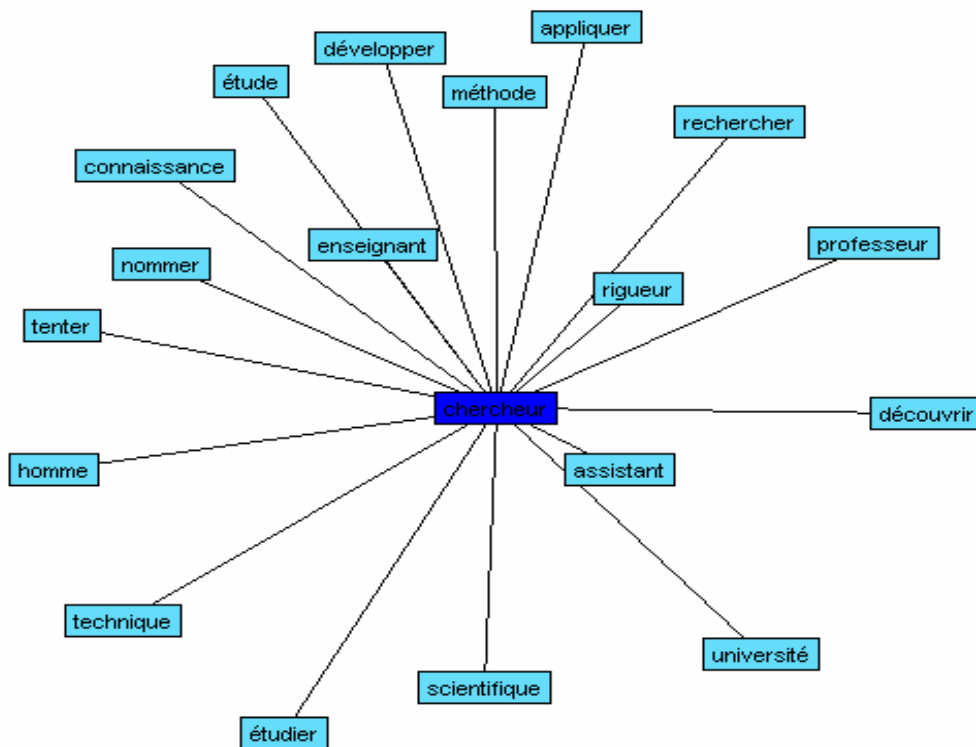 appliquer
développer
étude
méthode
rechercher
connaissance
enseignant
professeur
nommer
rigueur
tenter
chercheur
découvrir
homme
assistant
technique
université
scientifique
étudier